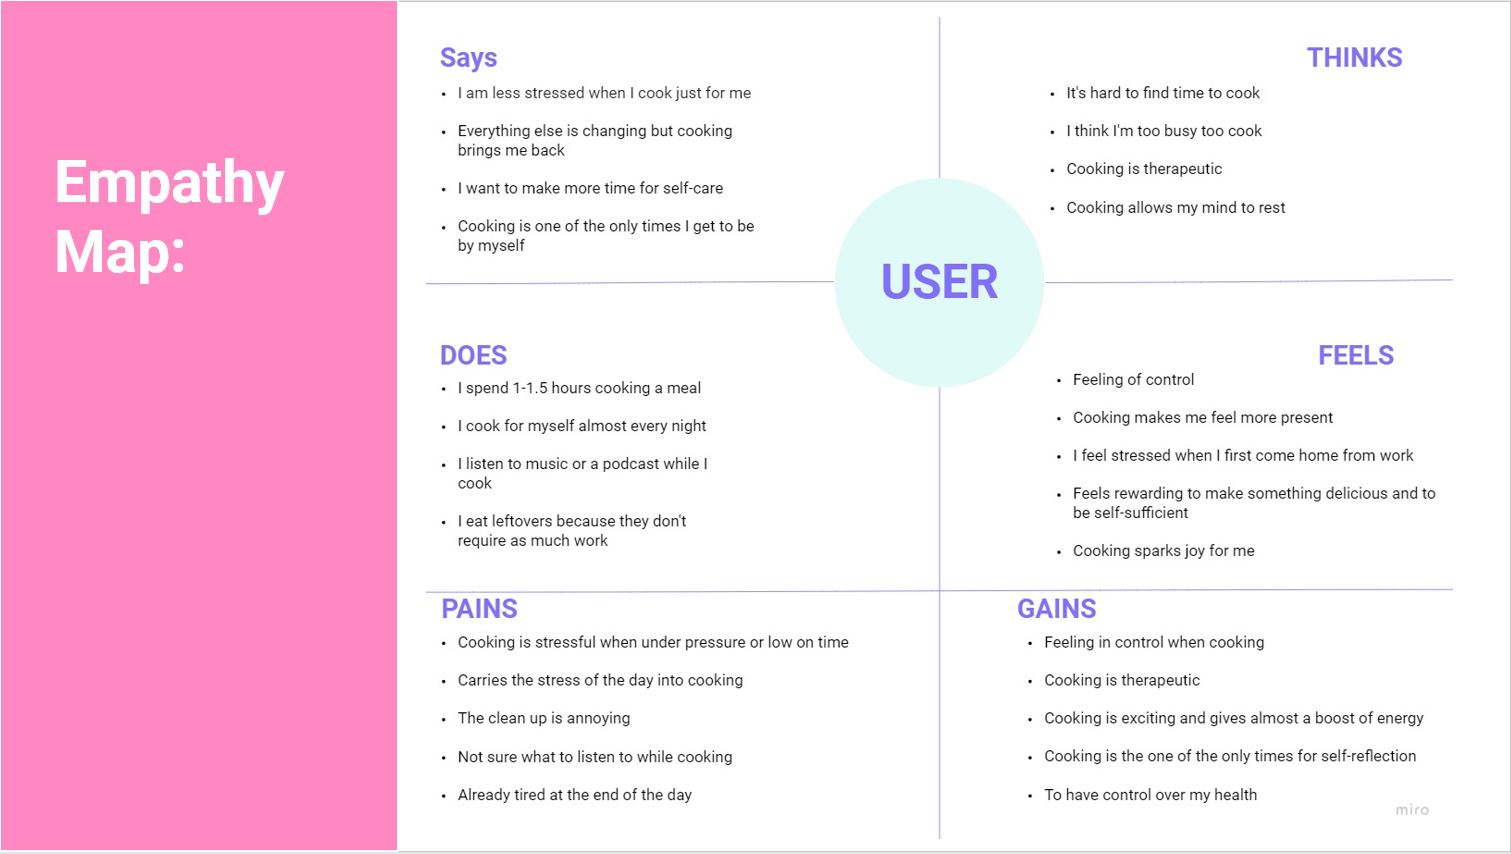 Empathy
Map:
Says
• I am less stressed when I cook just for me
• Everything else is changing but cooking
brings me back
• I want to make more time for self-care
• Cooking is one of the only times I get to be
by myself
THINKS
• It's hard to find time to cook
• I think I'm too busy too cook
• Cooking is therapeutic
• Cooking allows my mind to rest
USER
DOES
• I spend 1-1.5 hours cooking a meal
• I cook for myself almost every night
• I listen to music or a podcast while I
cook
• I eat leftovers because they don't
require as much work
FEELS
• Feeling of control
• Cooking makes me feel more present
• I feel stressed when I first come home from work
• Feels rewarding to make something delicious and to
be self-sufficient
• Cooking sparks joy for me
PAINS
• Cooking is stressful when under pressure or low on time
• Carries the stress of the day into cooking
• The clean up is annoying
• Not sure what to listen to while cooking
• Already tired at the end of the day
GAINS
• Feeling in control when cooking
• Cooking is therapeutic
• Cooking is exciting and gives almost a boost of energy
• Cooking is the one of the only times for self-reflection
• To have control over my health
miro